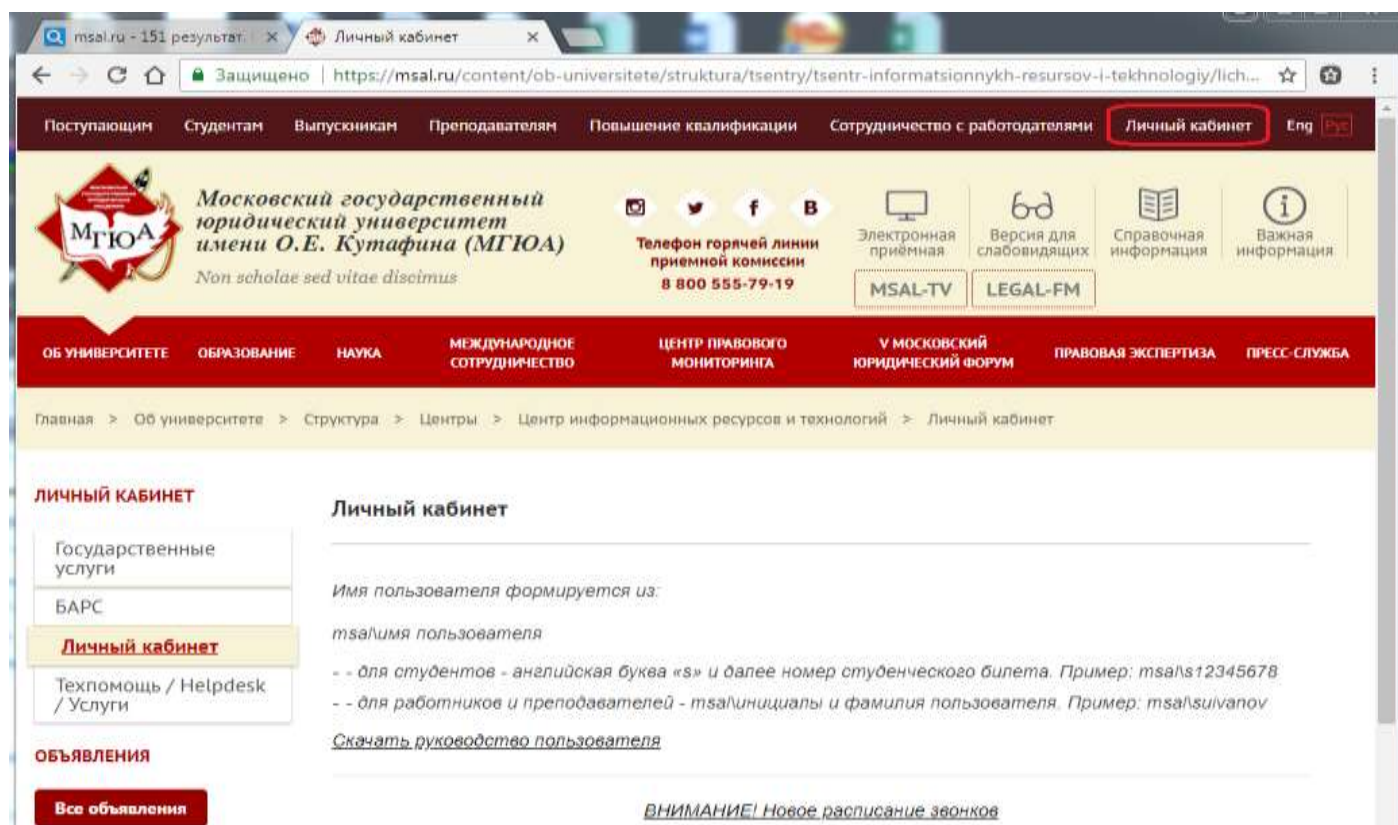 msal.ru - 151 результат.
Личный кабинет
Защищено https://msal.ru/content/ob-universitete/struktura/tsentry/tsentr-informatsionnykh-resursov-i-tekhnologiy/lich...
Поступающим Студентам Выпускникам Преподавателям Повышение квалификации Сотрудничество с работодателями Личный кабинет Eng Рус
МГЮА
Московский государственный
юридический университет
имени О.Е. Кутафина (МГЮА)
Non scholae sed vitae discimus
Телефон горячей линии
приемной комиссии
8 800 555-79-19
Электронная
приёмная
Версия для
слабовидящих
Справочная
информация
Важная
информация
MSAL-TV LEGAL-FM
ОБ УНИВЕРСИТЕТЕ
ОБРАЗОВАНИЕ
НАУКА
МЕЖДУНАРОДНОЕ
СОТРУДНИЧЕСТВО
ЦЕНТР ПРАВОВОГО
МОНИТОРИНГА
V МОСКОВСКИЙ
ЮРИДИЧЕСКИЙ ФОРУМ
ПРАВОВАЯ ЭКСПЕРТИЗА
ПРЕСС-СЛУЖБА
Главная > Об университете > Структура > Центры > Центр информационных ресурсов и технологий > Личный кабинет
ЛИЧНЫЙ КАБИНЕТ
Государственные
услуги
БАРС
Личный кабинет
Техпомощь / Helpdesk
/ Услуги
ОБЪЯВЛЕНИЯ
Все объявления
Личный кабинет
Имя пользователя формируется из:
msal\имя пользователя
- - для студентов - английская буква «s» и далее номер студенческого билета. Пример: msal\s12345678
- - для работников и преподавателей - msal\инициалы и фамилия пользователя. Пример: msal\suivanov
Скачать руководство пользователя
ВНИМАНИЕ! Новое расписание звонков